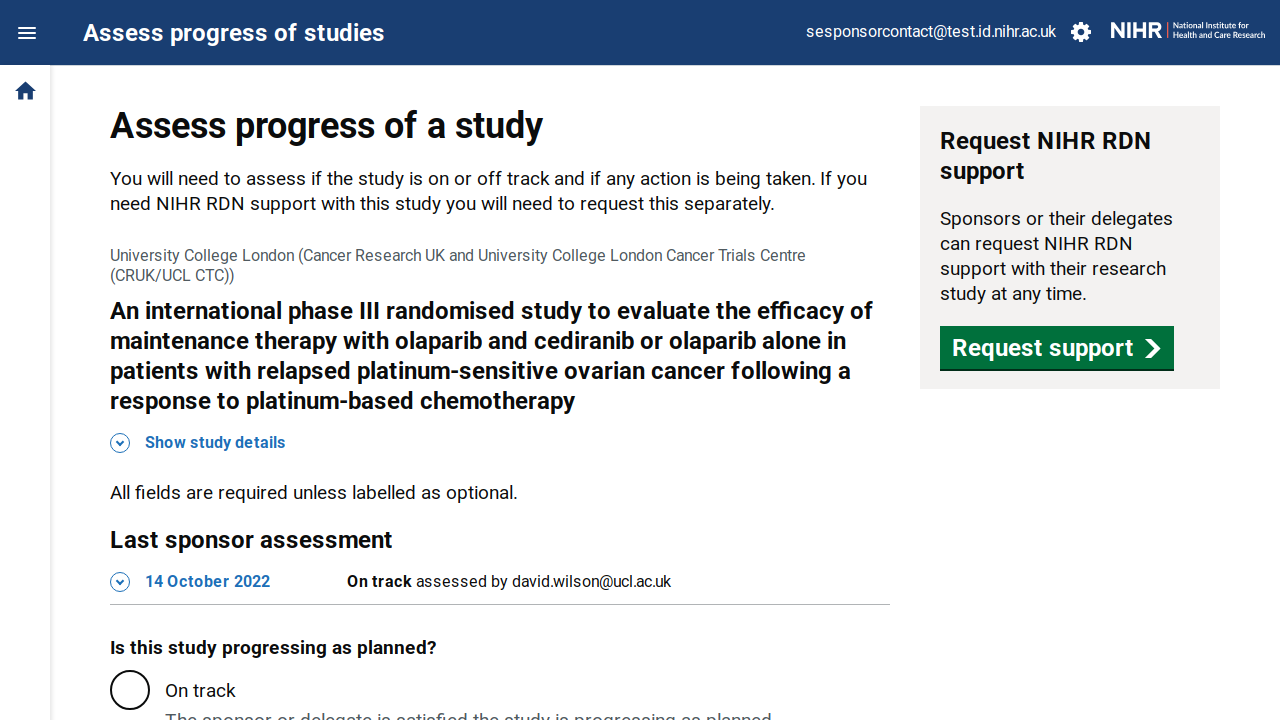 Assess progress of studies
sesponsorcontact@test.id.nihr.ac.uk
NIHR | National Institute for
Health and Care Research
Assess progress of a study
You will need to assess if the study is on or off track and if any action is being taken. If you
need NIHR RDN support with this study you will need to request this separately.
University College London (Cancer Research UK and University College London Cancer Trials Centre
(CRUK/UCL CTC))
An international phase III randomised study to evaluate the efficacy of
maintenance therapy with olaparib and cediranib or olaparib alone in
patients with relapsed platinum-sensitive ovarian cancer following a
response to platinum-based chemotherapy
Show study details
All fields are required unless labelled as optional.
Last sponsor assessment
14 October 2022 On track assessed by david.wilson@ucl.ac.uk
Is this study progressing as planned?
On track
The sponsor or delegate is satisfied the study is progressing as planned.
Request NIHR RDN
support
Sponsors or their delegates
can request NIHR RDN
support with their research
study at any time.
Request support